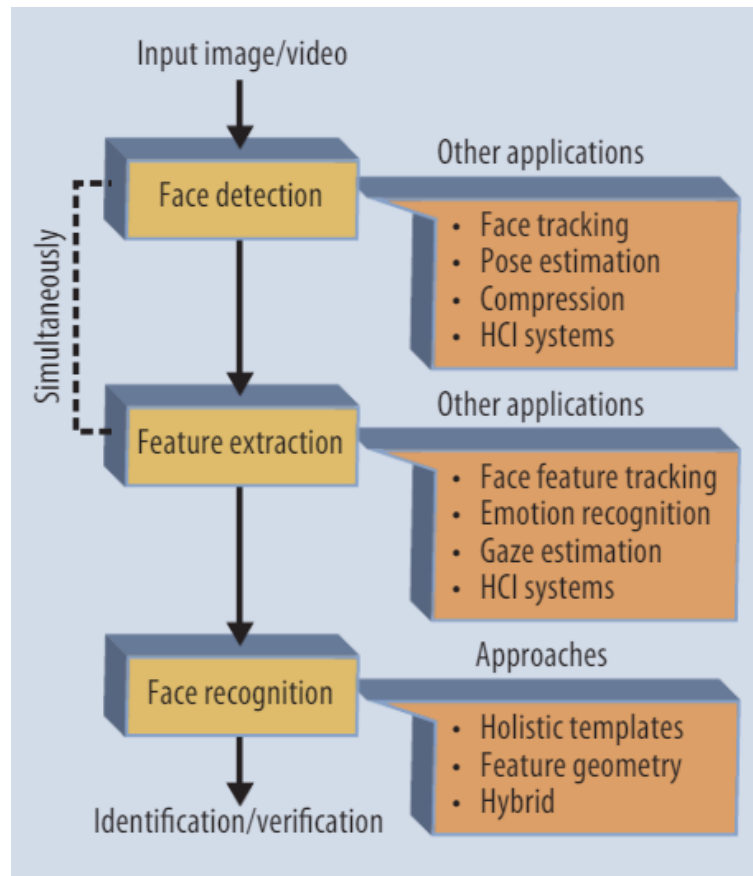 Input image/video
Face detection
Other applications
• Face tracking
• Pose estimation
• Compression
• HCI systems
Simultaneously
Feature extraction
Other applications
• Face feature tracking
• Emotion recognition
• Gaze estimation
• HCI systems
Face recognition
Approaches
• Holistic templates
• Feature geometry
• Hybrid
Identification/verification